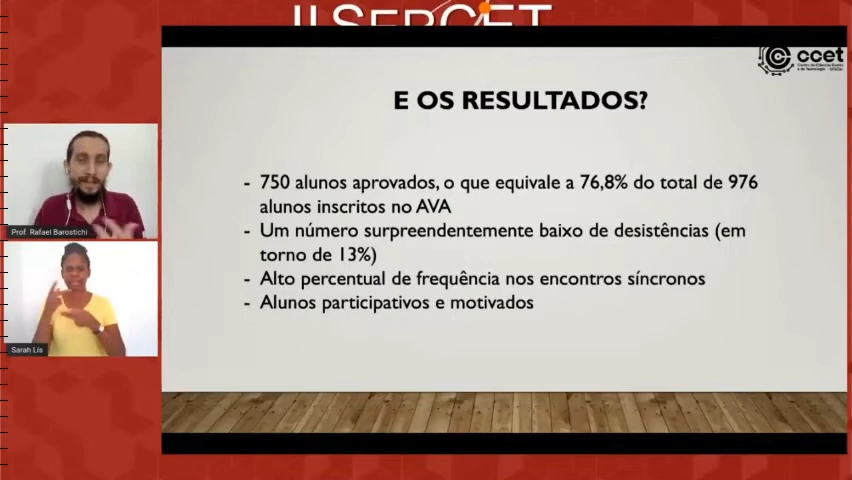 II SERCET
ccet
E OS RESULTADOS?
- 750 alunos aprovados, o que equivale a 76,8% do total de 976
alunos inscritos no AVA
- Um número surpreendentemente baixo de desistências (em
torno de 13%)
- Alto percentual de frequência nos encontros síncronos
- Alunos participativos e motivados
Prof. Rafael Barostichi
Sarah Lís